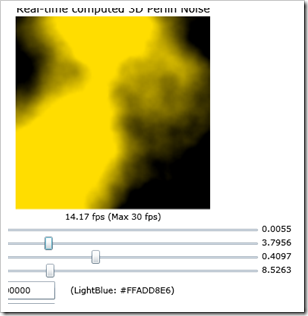 Real-time computed 3D Perlin Noise
14.17 fps (Max 30 fps)
0.0055
3.7956
0.4097
8.5263
00000 (LightBlue: #FFADD8E6)